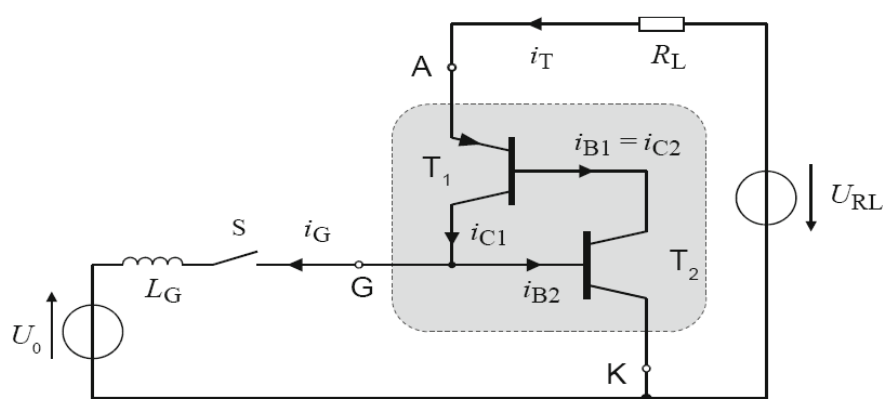 i_T
R_L
A
T_1
i_B1 = i_C2
U_RL
S
i_G
i_C1
G
i_B2
T_2
L_G
U_0
K